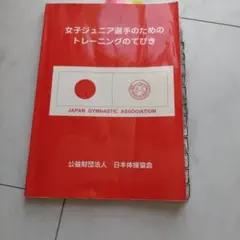 女子ジュニア選手のための
トレーニングのてびき
JAPAN GYMNASTIC ASSOCIATION
公益財団法人 日本体操協会